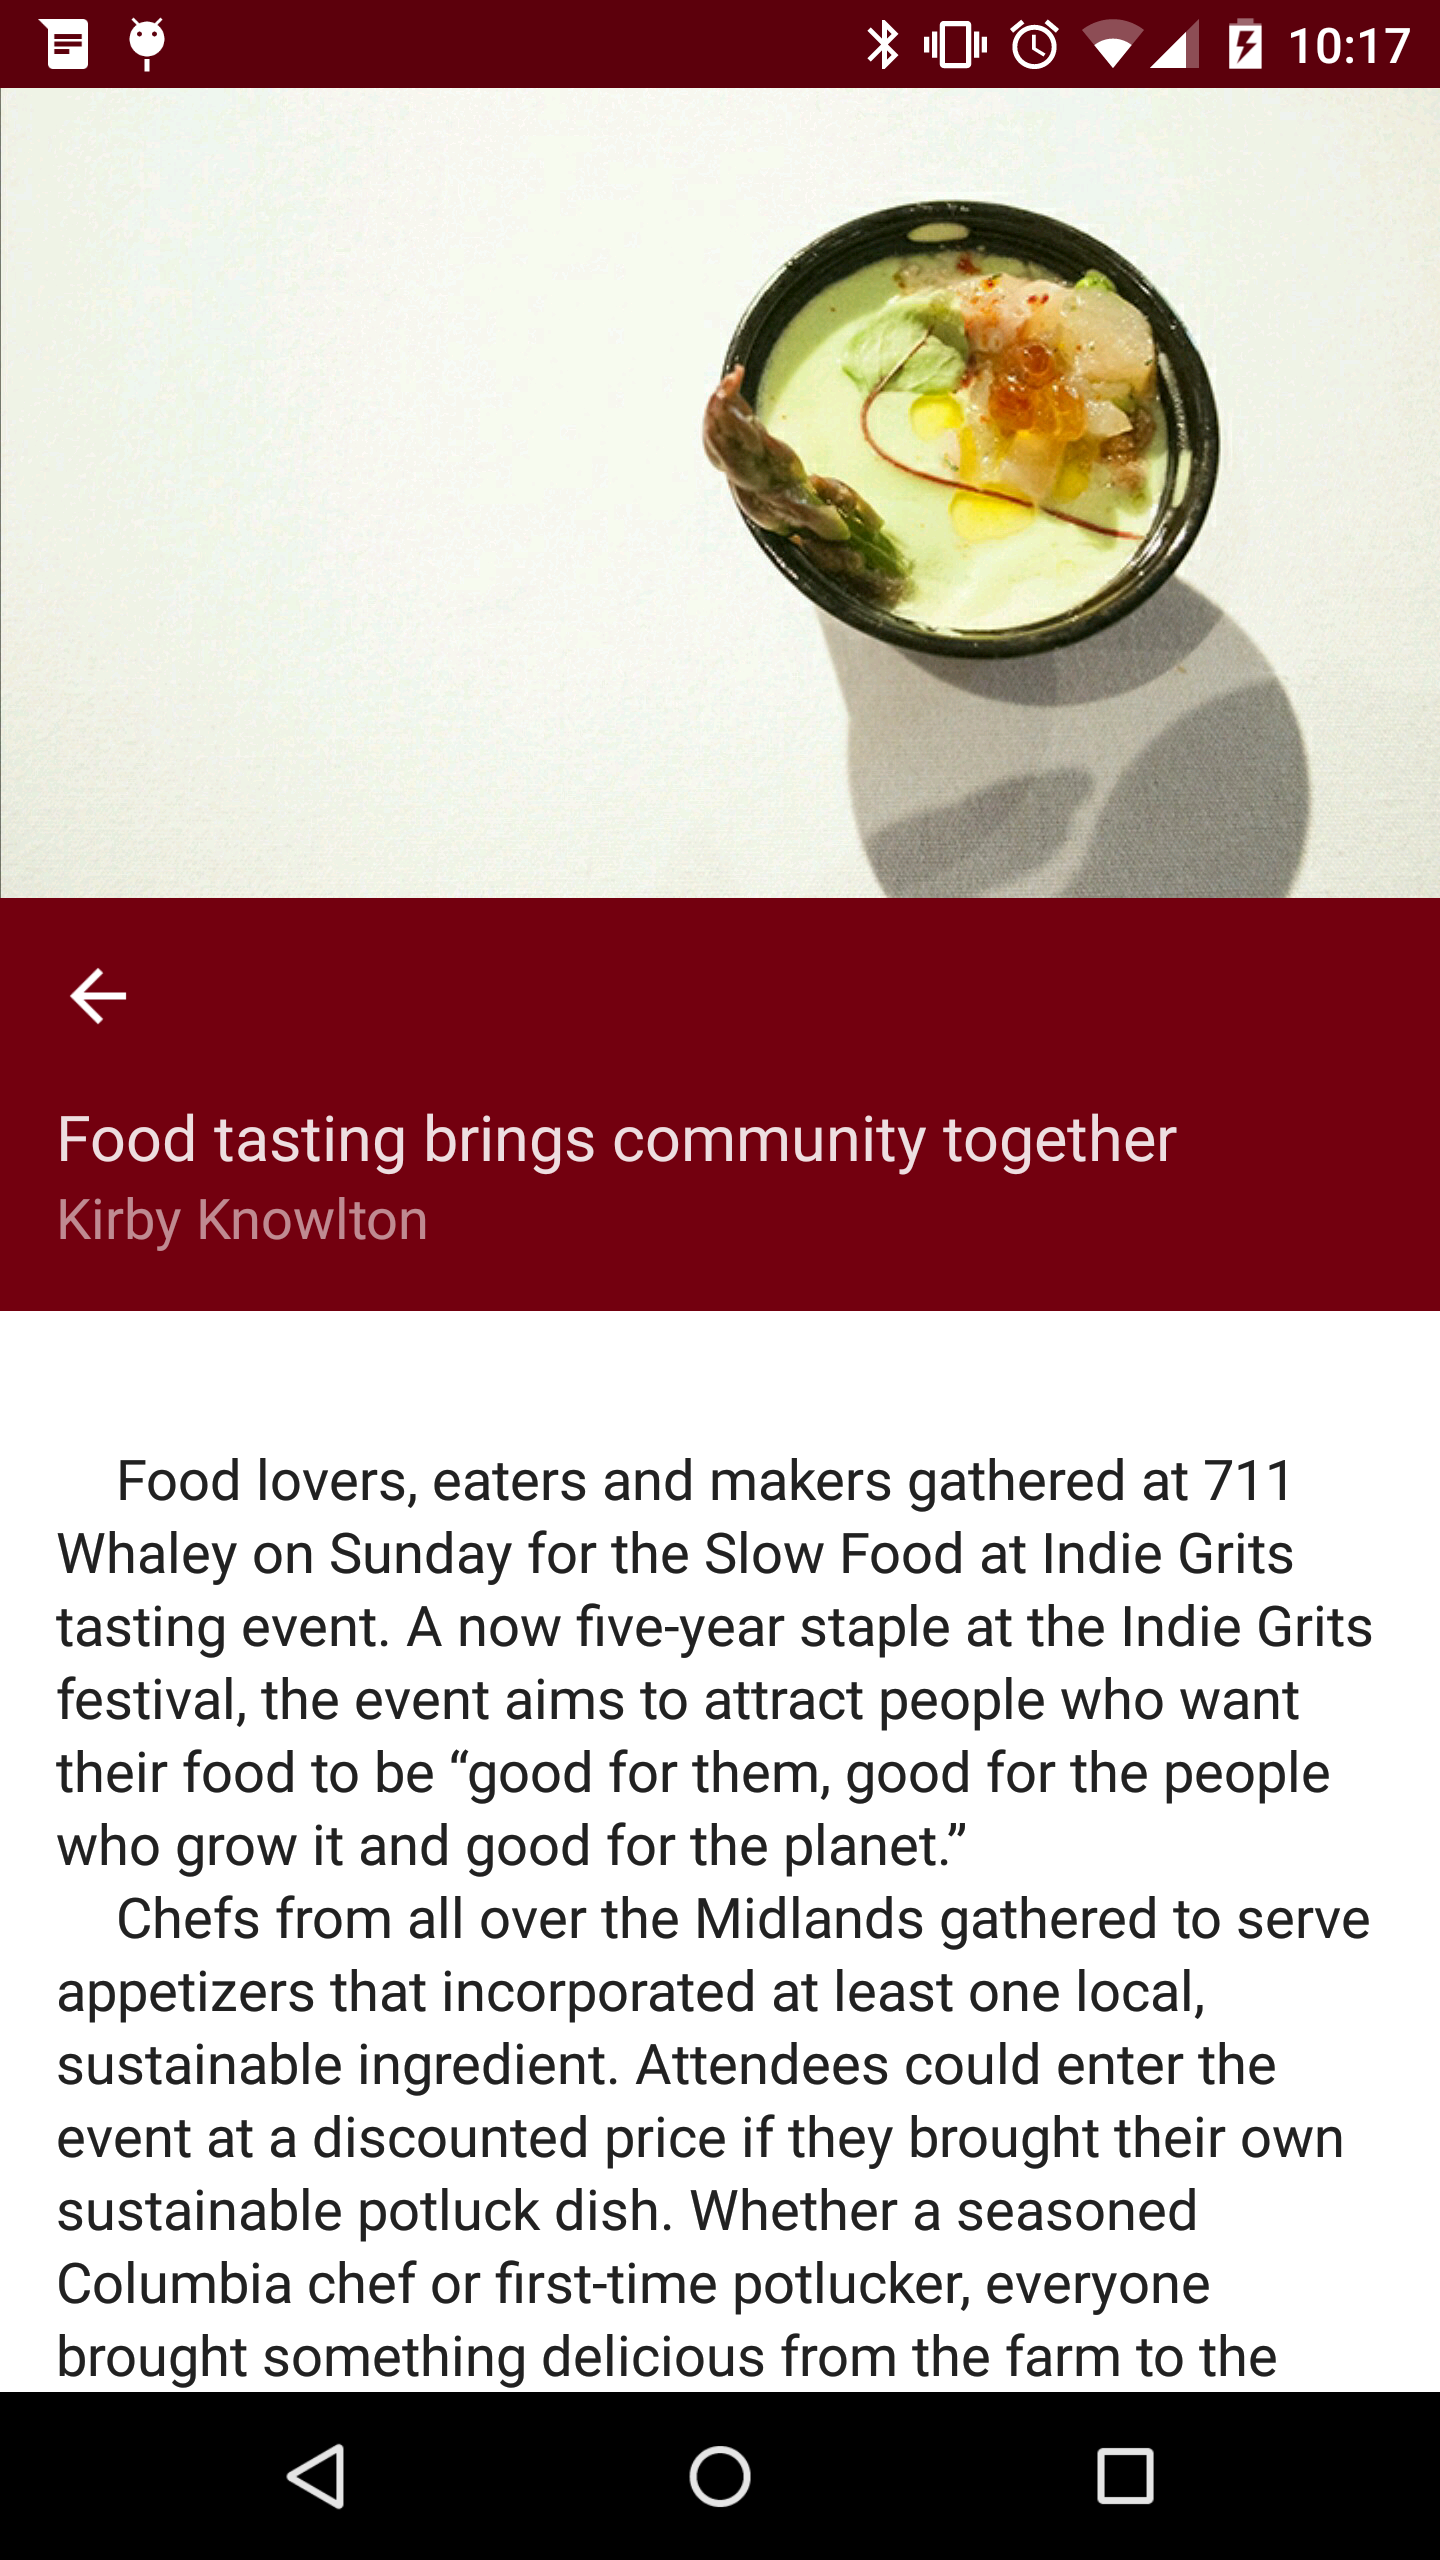 10:17
Food tasting brings community together
Kirby Knowlton
Food lovers, eaters and makers gathered at 711
Whaley on Sunday for the Slow Food at Indie Grits
tasting event. A now five-year staple at the Indie Grits
festival, the event aims to attract people who want
their food to be “good for them, good for the people
who grow it and good for the planet.”
Chefs from all over the Midlands gathered to serve
appetizers that incorporated at least one local,
sustainable ingredient. Attendees could enter the
event at a discounted price if they brought their own
sustainable potluck dish. Whether a seasoned
Columbia chef or first-time potlucker, everyone
brought something delicious from the farm to the